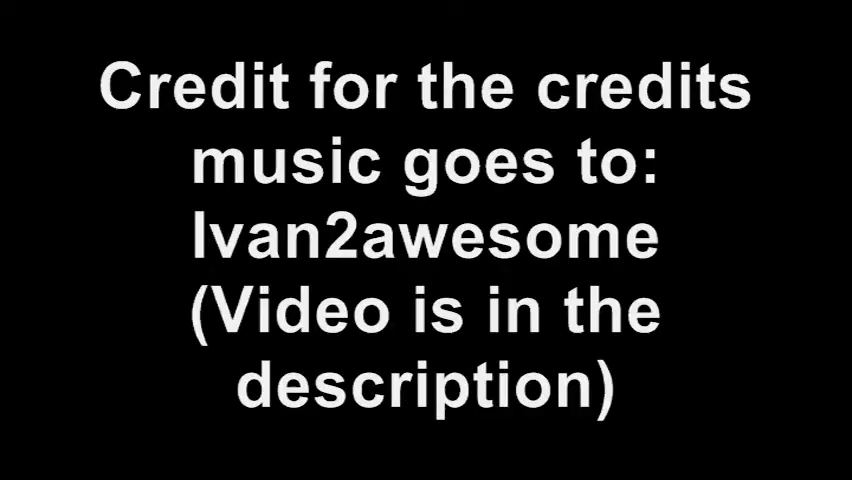 Credit for the credits
music goes to:
Ivan2awesome
(Video is in the
description)